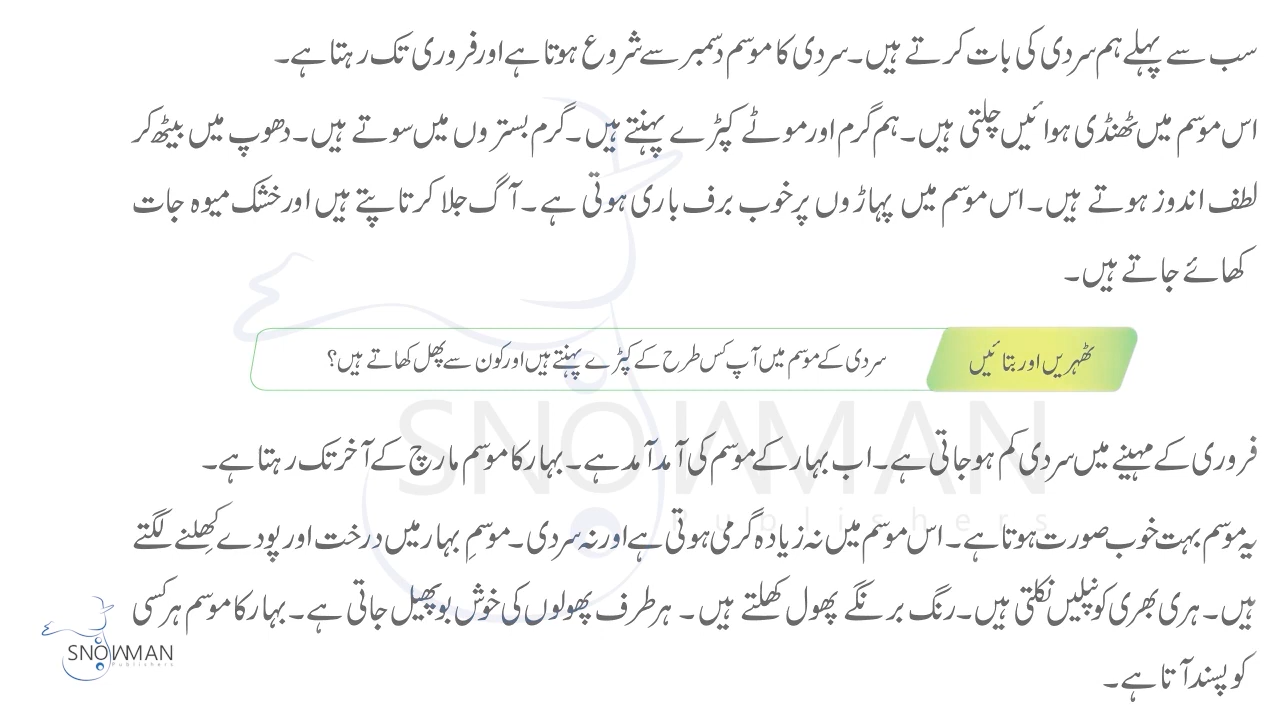 سب سے پہلے ہم سردی کی بات کرتے ہیں۔ سردی کا موسم دسمبر سے شروع ہوتا ہے اور فروری تک رہتا ہے۔
اس موسم میں ٹھنڈی ہوائیں چلتی ہیں۔ ہم گرم اور موٹے کپڑے پہنتے ہیں۔ گرم بستروں میں سوتے ہیں۔ دھوپ میں بیٹھ کر
لطف اندوز ہوتے ہیں۔ اس موسم میں پہاڑوں پر خوب برف باری ہوتی ہے۔ آگ جلا کر تاپتے ہیں اور خشک میوہ جات
کھائے جاتے ہیں۔
ٹھہریں اور بتائیں
سردی کے موسم میں آپ کس طرح کے کپڑے پہنتے ہیں اور کون سے پھل کھاتے ہیں؟
SNOWMAN
Publishers
فروری کے مہینے میں سردی کم ہو جاتی ہے۔ اب بہار کے موسم کی آمد آمد ہے۔ بہار کا موسم مارچ کے آخر تک رہتا ہے۔
یہ موسم بہت خوب صورت ہوتا ہے۔ اس موسم میں نہ زیادہ گرمی ہوتی ہے اور نہ سردی۔ موسمِ بہار میں درخت اور پودے کِھلنے لگتے
ہیں۔ ہری بھری کونپلیں نکلتی ہیں۔ رنگ برنگے پھول کھلتے ہیں۔ ہر طرف پھولوں کی خوش بو پھیل جاتی ہے۔ بہار کا موسم ہر کسی
کو پسند آتا ہے۔
SNOWMAN
Publishers